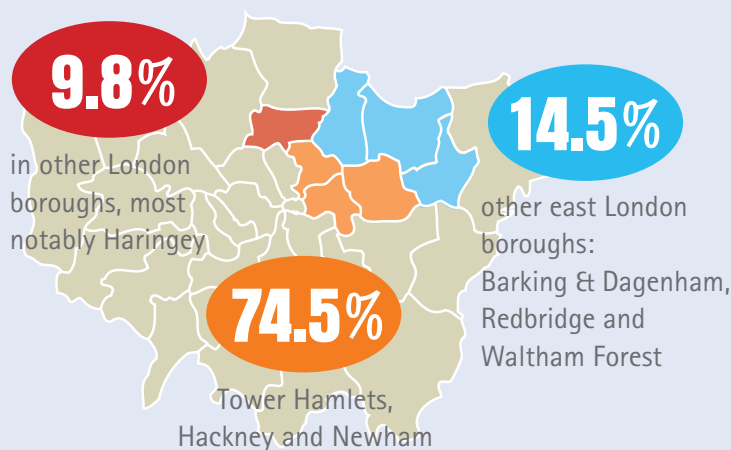 9.8%
in other London
boroughs, most
notably Haringey
14.5%
other east London
boroughs:
Barking & Dagenham,
Redbridge and
Waltham Forest
74.5%
Tower Hamlets,
Hackney and Newham